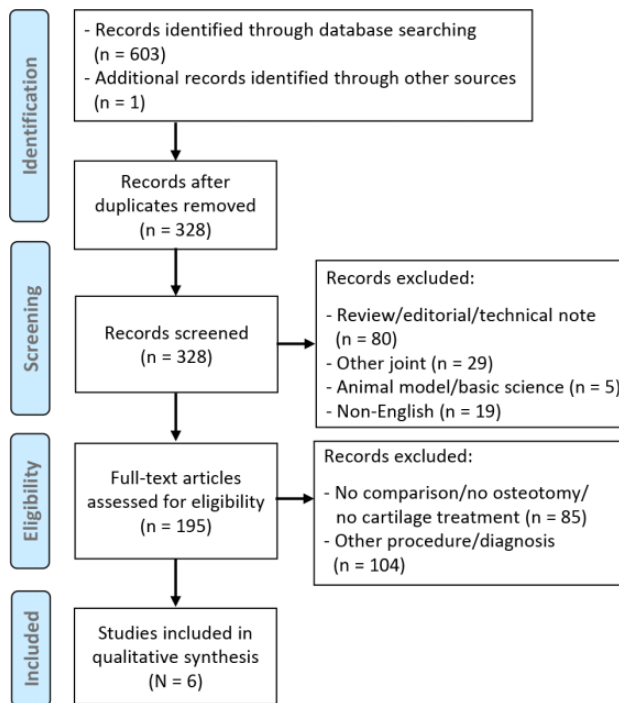 Identification
- Records identified through database searching
(n = 603)
- Additional records identified through other sources
(n = 1)
Records after
duplicates removed
(n = 328)
Screening
Records screened
(n = 328)
Records excluded:
- Review/editorial/technical note
(n = 80)
- Other joint (n = 29)
- Animal model/basic science (n = 5)
- Non-English (n = 19)
Eligibility
Full-text articles
assessed for eligibility
(n = 195)
Records excluded:
- No comparison/no osteotomy/
no cartilage treatment (n = 85)
- Other procedure/diagnosis
(n = 104)
Included
Studies included in
qualitative synthesis
(N = 6)